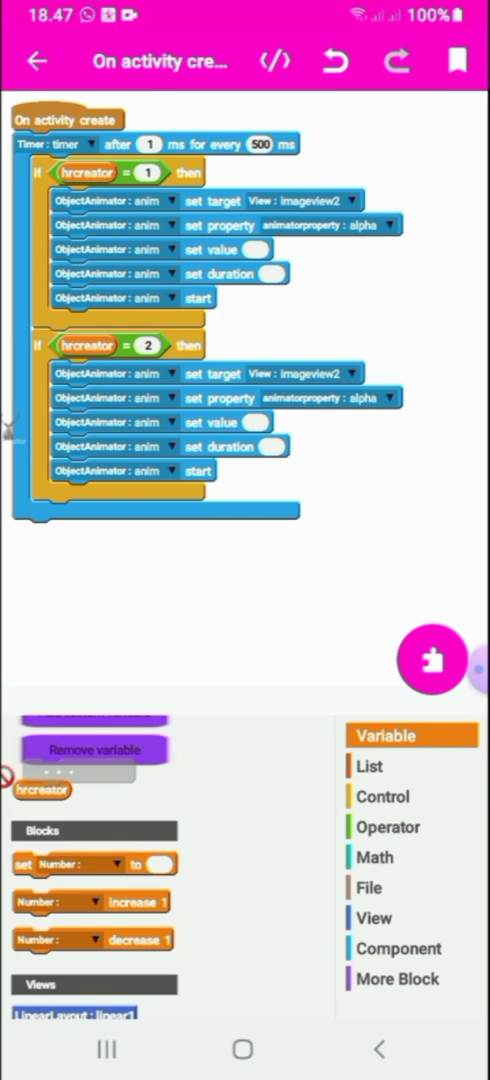 18.47 100%
On activity cre... </>
On activity create
Timer : timer after 1 ms for every 500 ms
If hrcreator = 1 then
ObjectAnimator : anim set target View : imageview2
ObjectAnimator : anim set property animatorproperty : alpha
ObjectAnimator : anim set value
ObjectAnimator : anim set duration
ObjectAnimator : anim start
If hrcreator = 2 then
ObjectAnimator : anim set target View : imageview2
ObjectAnimator : anim set property animatorproperty : alpha
ObjectAnimator : anim set value
ObjectAnimator : anim set duration
ObjectAnimator : anim start
Remove variable
hrcreator
Blocks
set Number : to
Number : increase 1
Number : decrease 1
Views
LinearLayout : linear1
Variable
List
Control
Operator
Math
File
View
Component
More Block